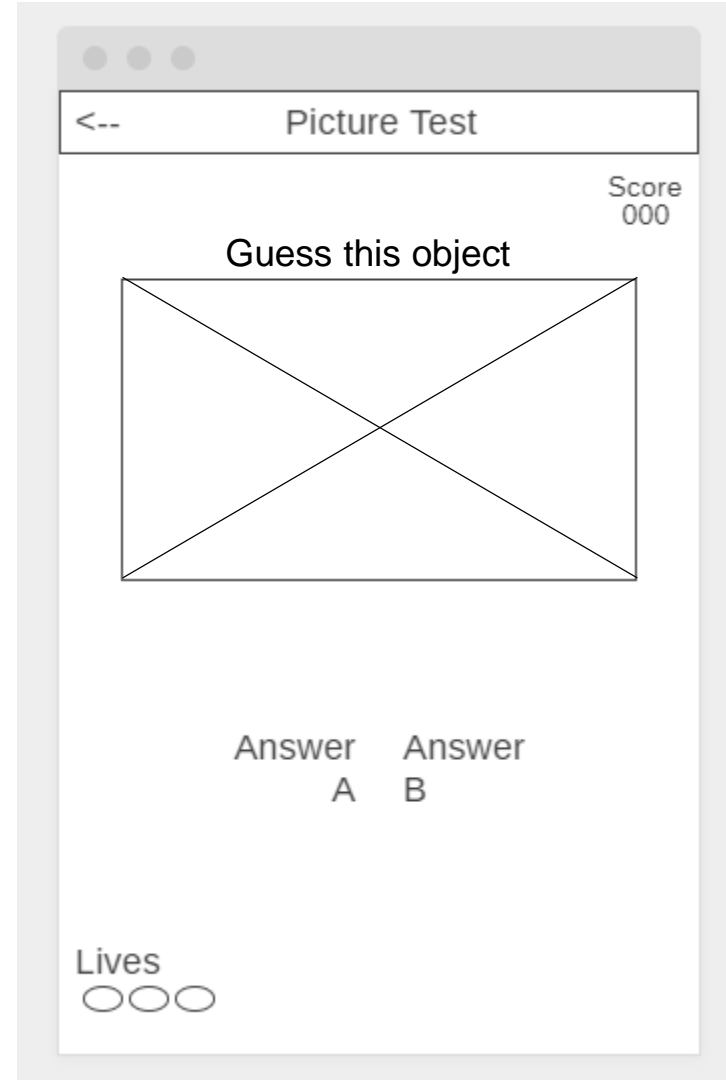 <-- Picture Test
Score
000
Guess this object
Answer Answer
A B
Lives